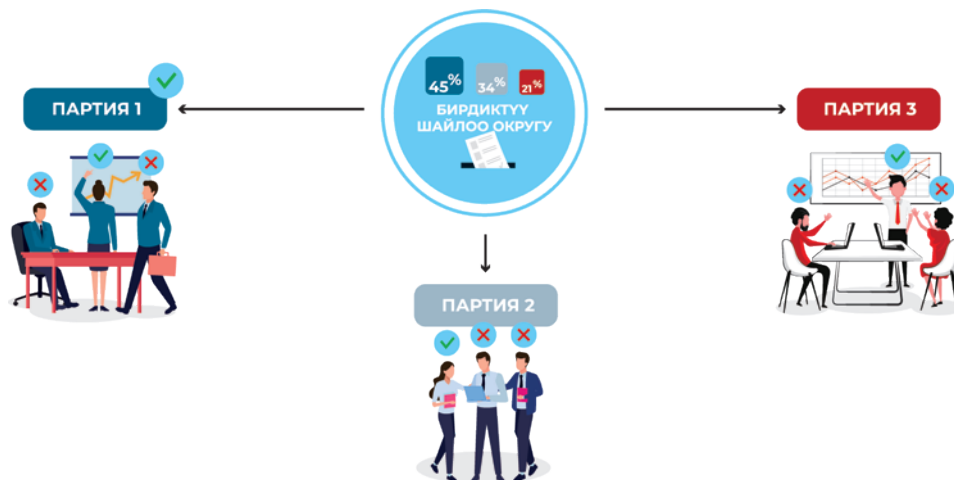 45%
34%
21%
БИРДИКТҮҮ
ШАЙЛОО ОКРУГУ
ПАРТИЯ 1
ПАРТИЯ 3
ПАРТИЯ 2